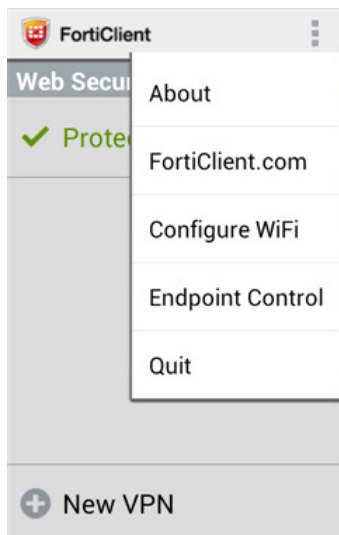 FortiClient
Web Secu
About
Prote
FortiClient.com
Configure WiFi
Endpoint Control
Quit
New VPN